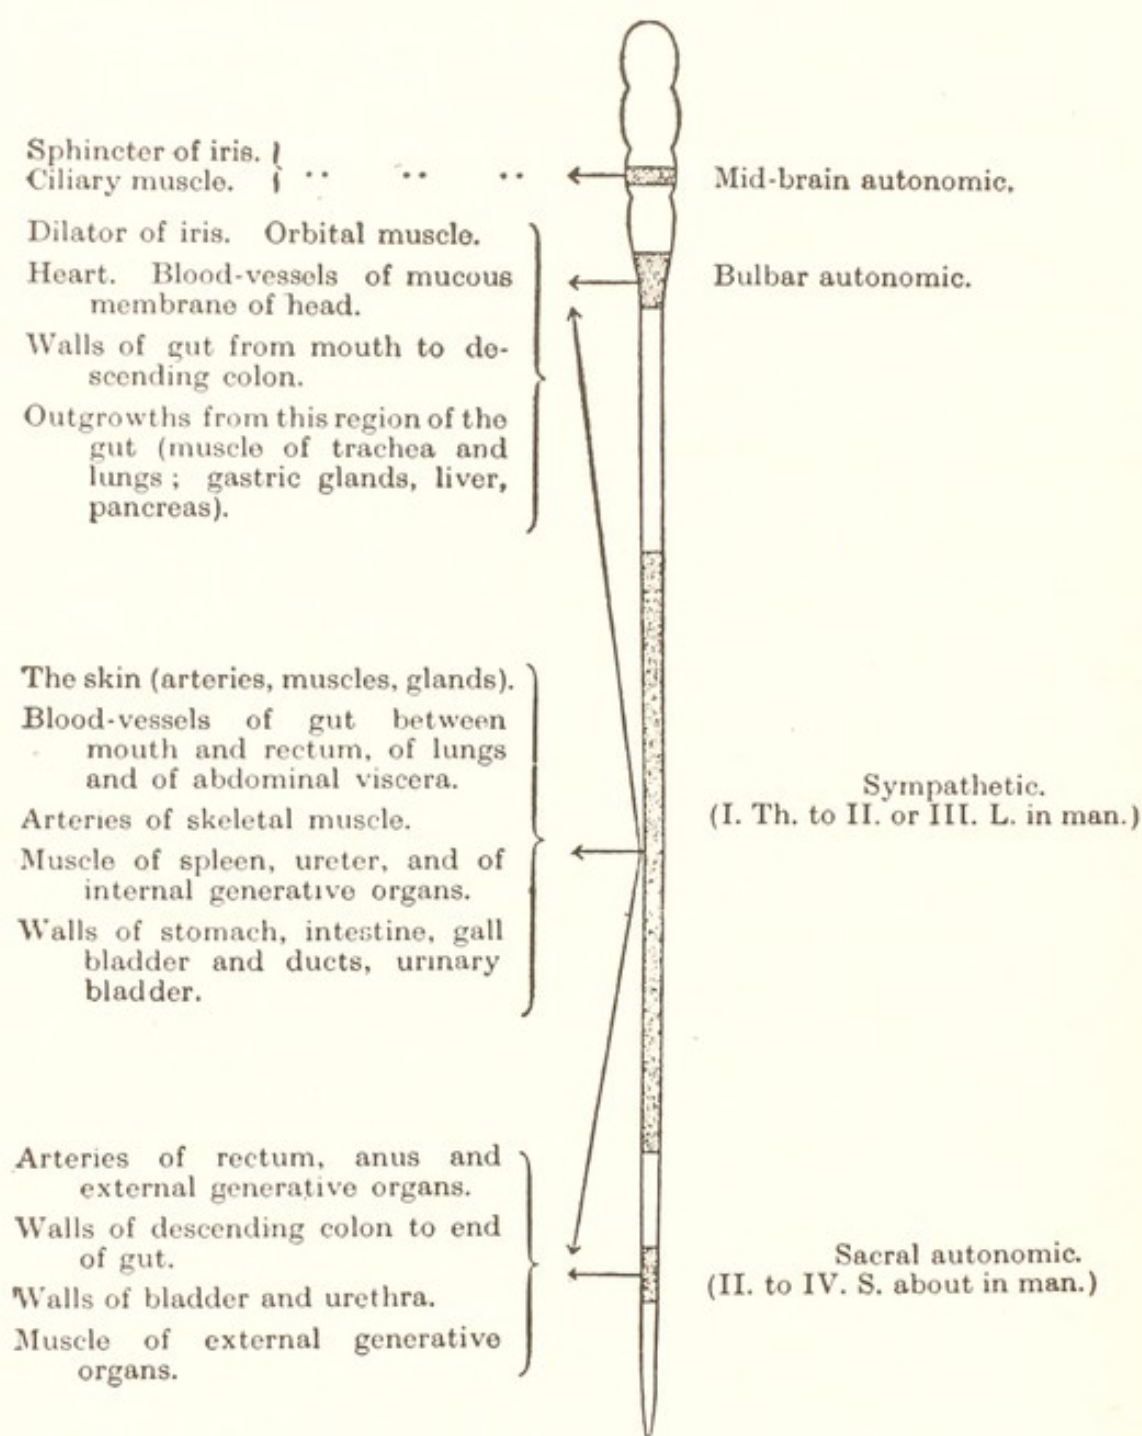 Sphincter of iris.
Ciliary muscle.
Mid-brain autonomic.
Dilator of iris. Orbital muscle.
Heart. Blood-vessels of mucous
membrane of head.
Bulbar autonomic.
Walls of gut from mouth to de-
scending colon.
Outgrowths from this region of the
gut (muscle of trachea and
lungs ; gastric glands, liver,
pancreas).
The skin (arteries, muscles, glands).
Blood-vessels of gut between
mouth and rectum, of lungs
and of abdominal viscera.
Arteries of skeletal muscle.
Muscle of spleen, ureter, and of
internal generative organs.
Walls of stomach, intestine, gall
bladder and ducts, urinary
bladder.
Sympathetic.
(I. Th. to II. or III. L. in man.)
Arteries of rectum, anus and
external generative organs.
Walls of descending colon to end
of gut.
Walls of bladder and urethra.
Muscle of external generative
organs.
Sacral autonomic.
(II. to IV. S. about in man.)